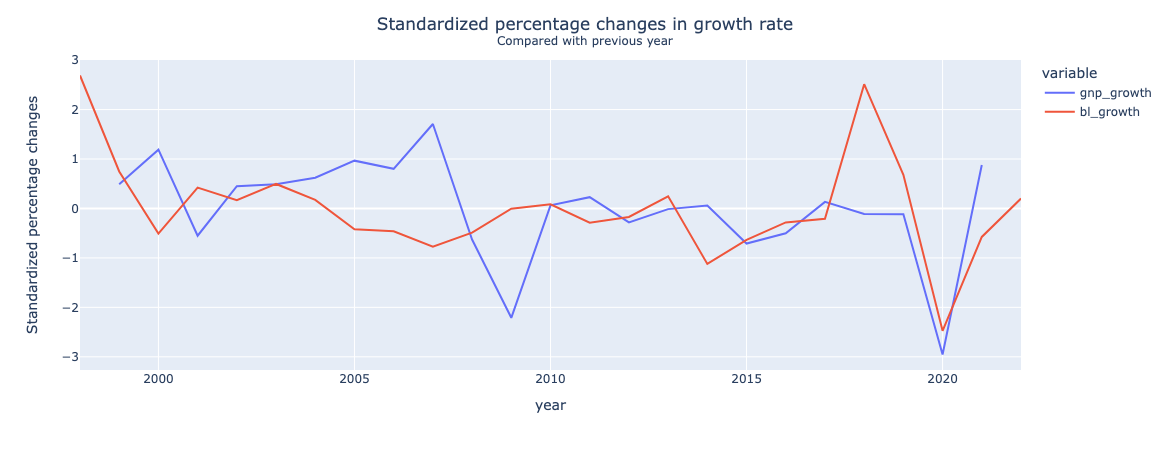 Standardized percentage changes in growth rate
Compared with previous year
Standardized percentage changes
3
2
1
0
−1
−2
−3
2000
2005
2010
2015
2020
year
variable
gnp_growth
bl_growth